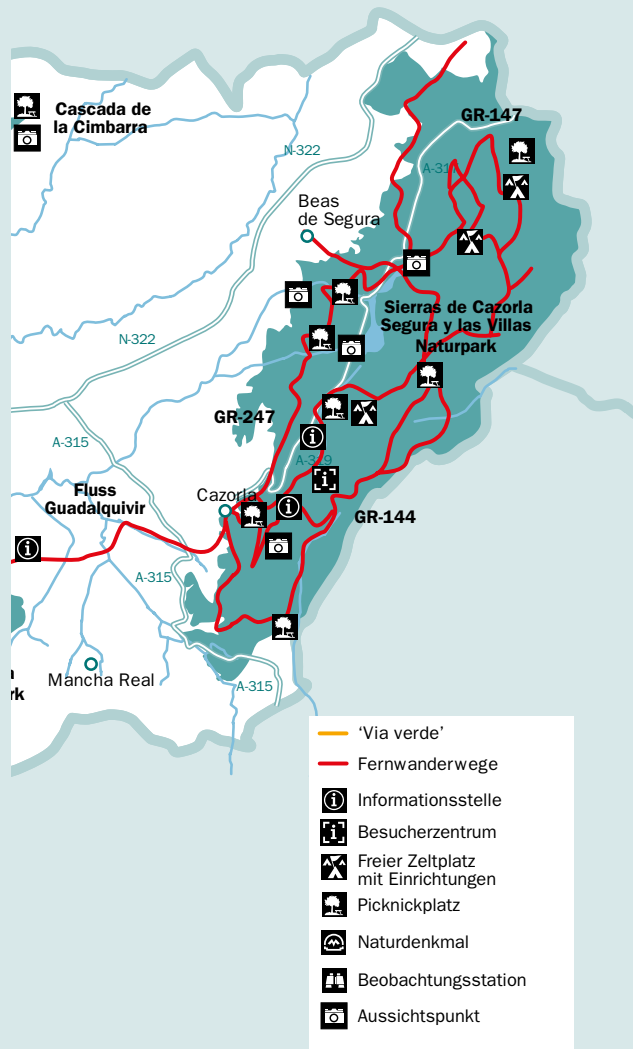 GR-147
Cascada de
la Cimbarra
N-322
A-317
Beas
de Segura
Sierras de Cazorla
Segura y las Villas
Naturpark
N-322
GR-247
A-315
A-319
Fluss
Guadalquivir
Cazorla
GR-144
A-315
Mancha Real
rk
A-315
‘Via verde’
Fernwanderwege
Informationsstelle
Besucherzentrum
Freier Zeltplatz
mit Einrichtungen
Picknickplatz
Naturdenkmal
Beobachtungsstation
Aussichtspunkt